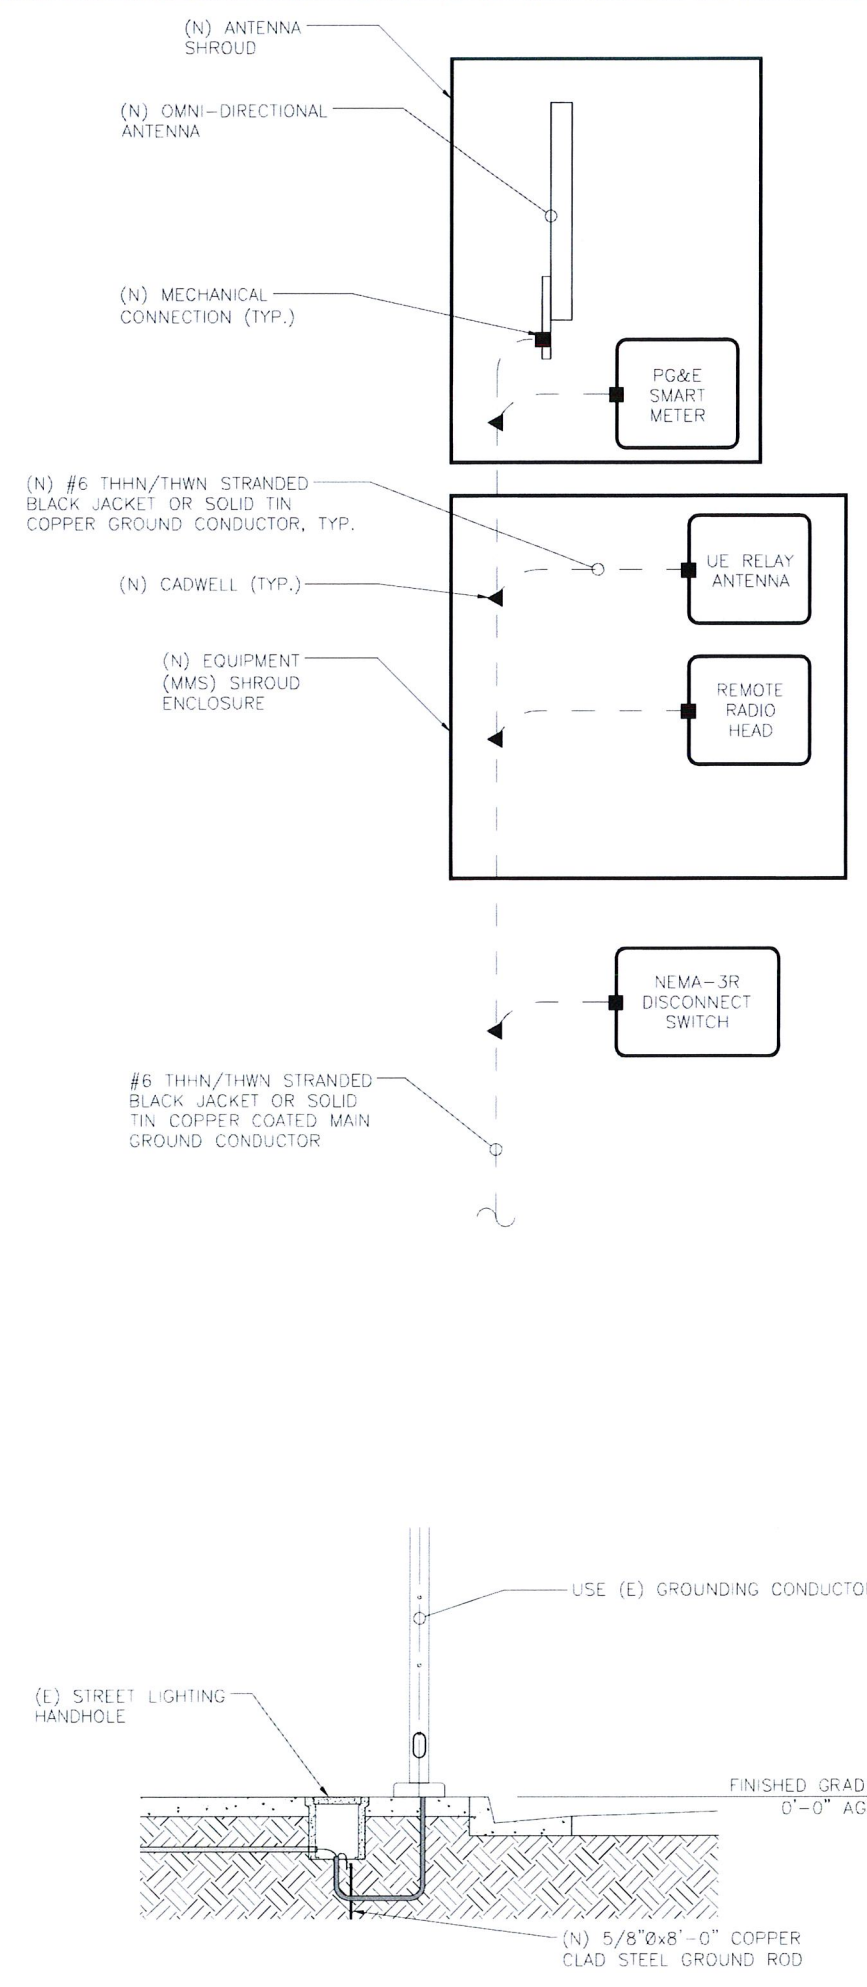 (N) ANTENNA
SHROUD
(N) OMNI-DIRECTIONAL
ANTENNA
(N) MECHANICAL
CONNECTION (TYP.)
PG&E
SMART
METER
(N) #6 THHN/THWN STRANDED
BLACK JACKET OR SOLID TIN
COPPER GROUND CONDUCTOR, TYP.
UE RELAY
ANTENNA
(N) CADWELL (TYP.)
(N) EQUIPMENT
(MMS) SHROUD
ENCLOSURE
REMOTE
RADIO
HEAD
NEMA-3R
DISCONNECT
SWITCH
#6 THHN/THWN STRANDED
BLACK JACKET OR SOLID
TIN COPPER COATED MAIN
GROUND CONDUCTOR
USE (E) GROUNDING CONDUCTO
(E) STREET LIGHTING
HANDHOLE
FINISHED GRAD
0'-0" AG
(N) 5/8"Øx8'-0" COPPER
CLAD STEEL GROUND ROD